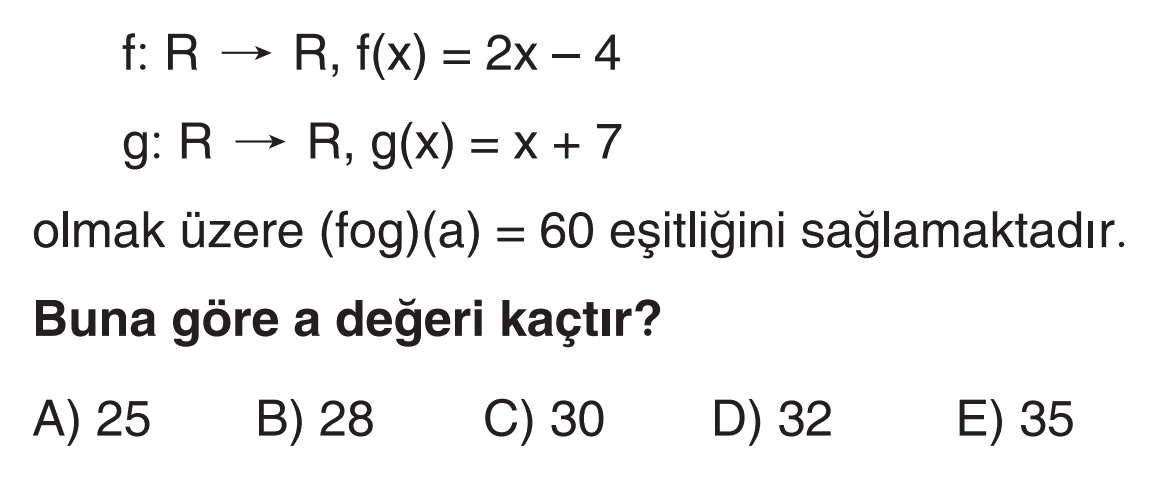 f: R → R, f(x) = 2x – 4
g: R → R, g(x) = x + 7
olmak üzere (fog)(a) = 60 eşitliğini sağlamaktadır.
Buna göre a değeri kaçtır?
A) 25 B) 28 C) 30 D) 32 E) 35